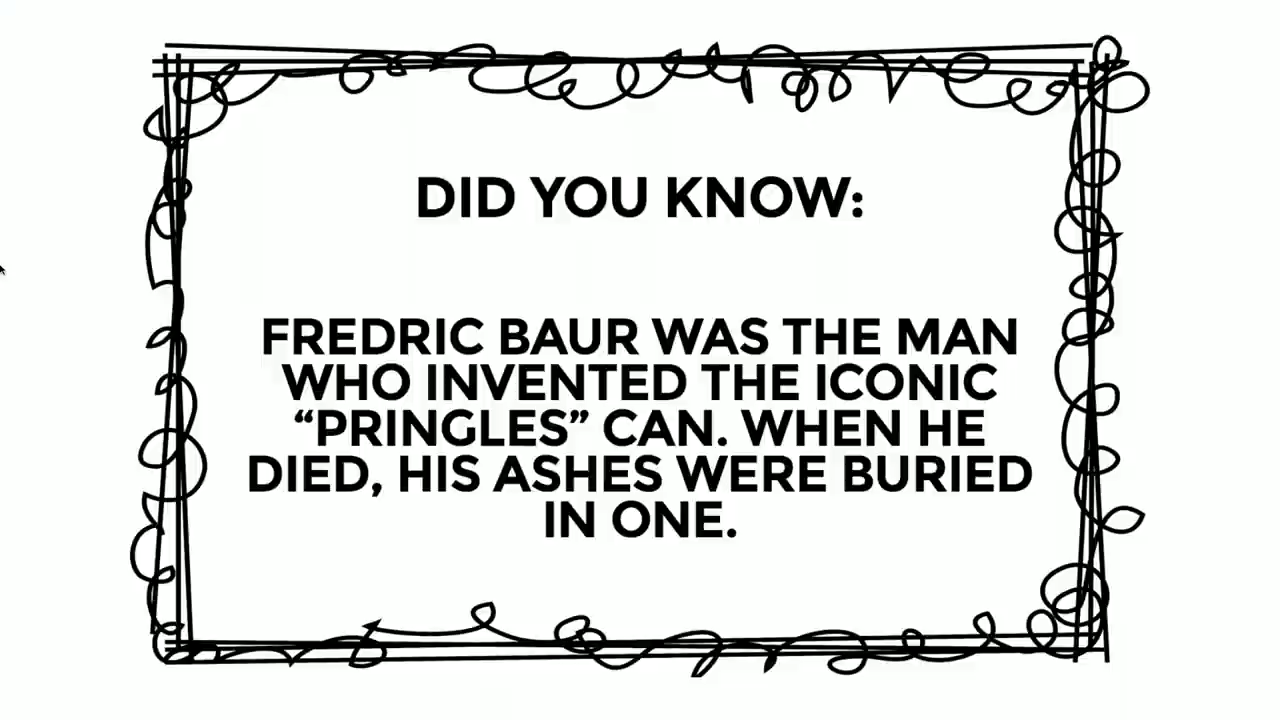 DID YOU KNOW:
FREDRIC BAUR WAS THE MAN
WHO INVENTED THE ICONIC
“PRINGLES” CAN. WHEN HE
DIED, HIS ASHES WERE BURIED
IN ONE.